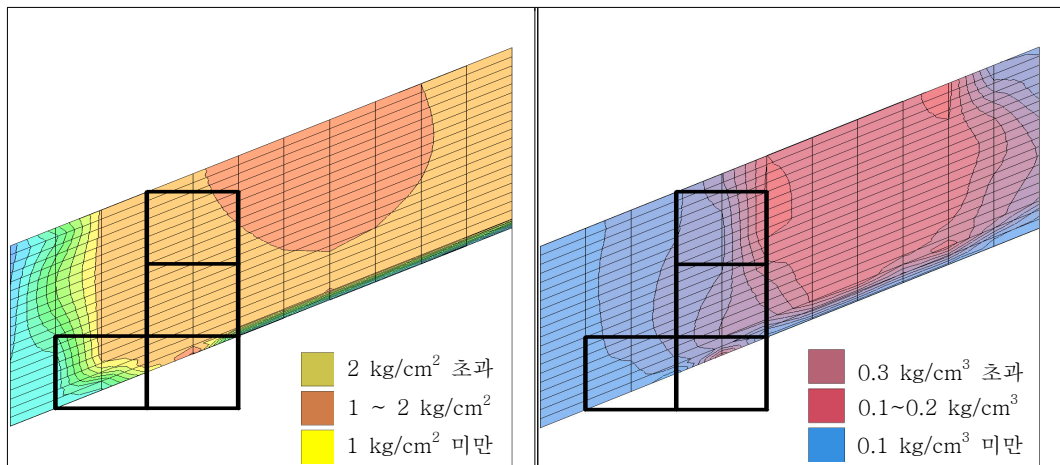 2 kg/cm² 초과
1 ~ 2 kg/cm²
1 kg/cm² 미만
0.3 kg/cm³ 초과
0.1~0.2 kg/cm³
0.1 kg/cm³ 미만